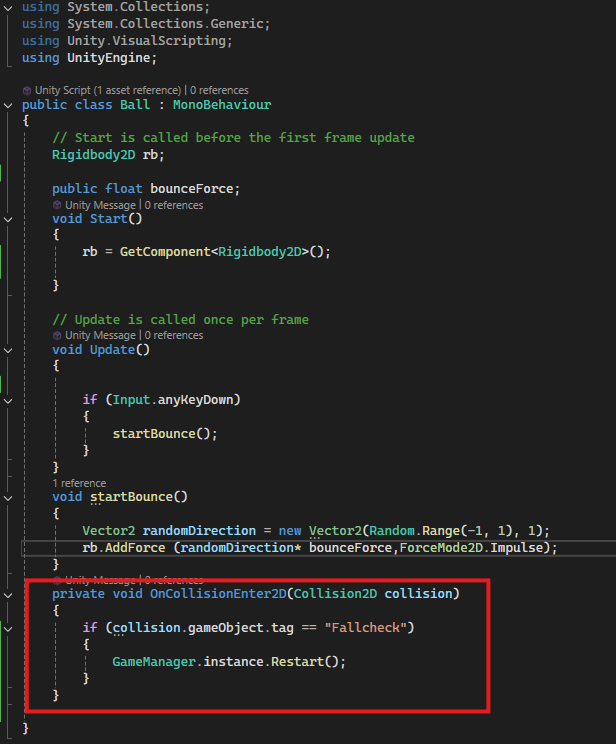 using System.Collections;
using System.Collections.Generic;
using Unity.VisualScripting;
using UnityEngine;
Unity Script (1 asset reference) | 0 references
public class Ball : MonoBehaviour
{
// Start is called before the first frame update
Rigidbody2D rb;
public float bounceForce;
Unity Message | 0 references
void Start()
{
rb = GetComponent<Rigidbody2D>();
}
// Update is called once per frame
Unity Message | 0 references
void Update()
{
if (Input.anyKeyDown)
{
startBounce();
}
}
1 reference
void startBounce()
{
Vector2 randomDirection = new Vector2(Random.Range(-1, 1), 1);
rb.AddForce (randomDirection* bounceForce,ForceMode2D.Impulse);
}
Unity Message | 0 references
private void OnCollisionEnter2D(Collision2D collision)
{
if (collision.gameObject.tag == "Fallcheck")
{
GameManager.instance.Restart();
}
}
}